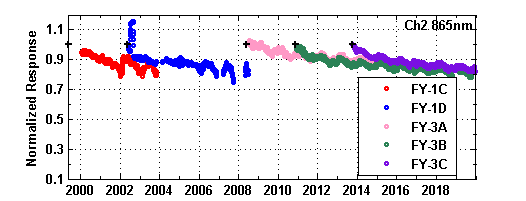 Ch2 865nm
Normalized Response
1.1
0.9
0.7
0.5
0.3
0.1
2000 2002 2004 2006 2008 2010 2012 2014 2016 2018
FY-1C
FY-1D
FY-3A
FY-3B
FY-3C